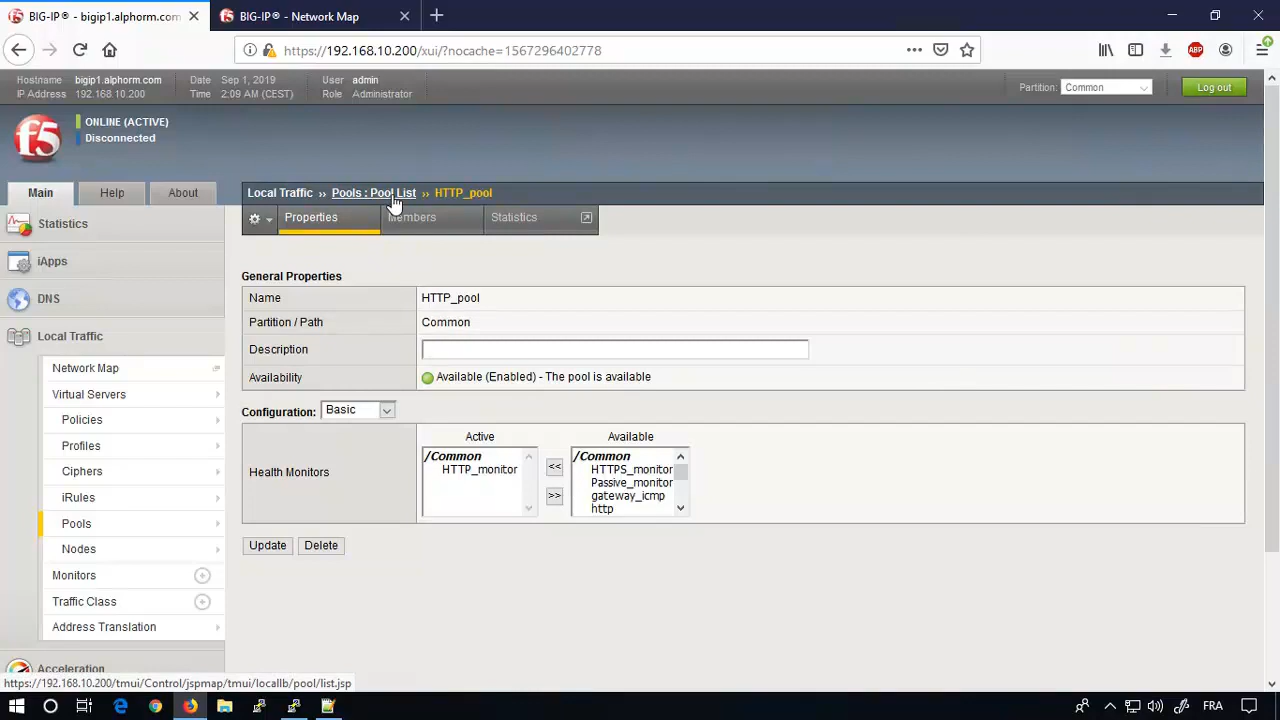 BIG-IP® - bigip1.alphorm.com
BIG-IP® - Network Map
https://192.168.10.200/xui/?nocache=1567296402778
ABP
Hostname bigip1.alphorm.com
IP Address 192.168.10.200
Date Sep 1, 2019
Time 2:09 AM (CEST)
User admin
Role Administrator
Partition: Common
Log out
f5
ONLINE (ACTIVE)
Disconnected
Main
Help
About
Local Traffic ›› Pools : Pool List ›› HTTP_pool
Properties
Members
Statistics
Statistics
iApps
DNS
Local Traffic
Network Map
Virtual Servers
Policies
Profiles
Ciphers
iRules
Pools
Nodes
Monitors
Traffic Class
Address Translation
Acceleration
General Properties
Name HTTP_pool
Partition / Path Common
Description
Availability Available (Enabled) - The pool is available
Configuration: Basic
Health Monitors
Active
/Common
HTTP_monitor
<<
>>
Available
/Common
HTTPS_monitor
Passive_monitor
gateway_icmp
http
Update
Delete
https://192.168.10.200/tmui/Control/jspmap/tmui/locallb/pool/list.jsp
FRA